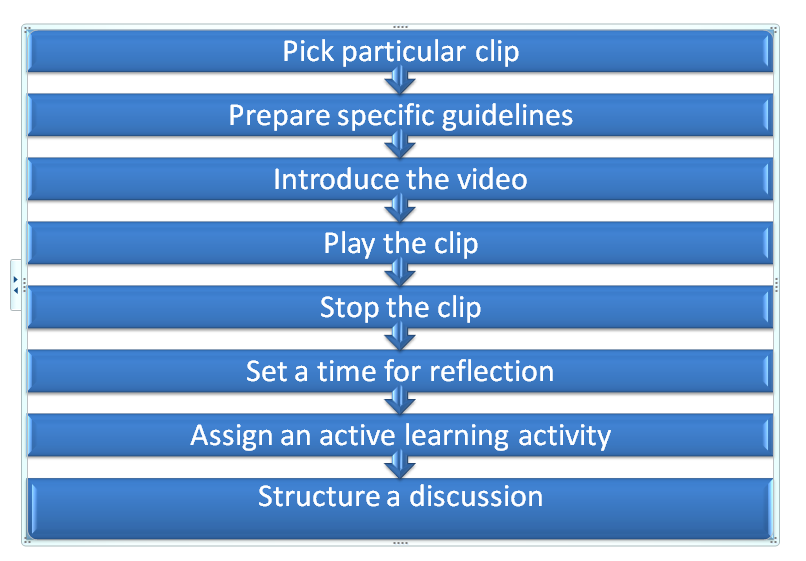 Pick particular clip
Prepare specific guidelines
Introduce the video
Play the clip
Stop the clip
Set a time for reflection
Assign an active learning activity
Structure a discussion